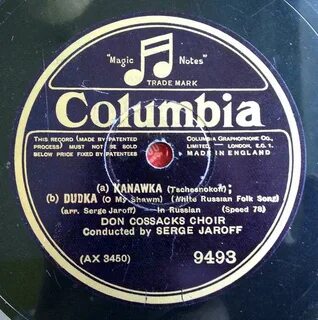 "Magic Notes"
TRADE MARK
Columbia
THIS RECORD (MADE BY PATENTED
PROCESS) MUST NOT BE SOLD
BELOW PRICE FIXED BY PATENTEES
COLUMBIA GRAPHOPHONE CO.,
LIMITED. — LONDON, E.C. 1.
MADE IN ENGLAND
(a) KANAWKA (Tschesnokoff);
(b) DUDKA (O My Shawm) (White Russian Folk Song)
(arr. Serge Jaroff) — in Russian (Speed 78)
DON COSSACKS CHOIR
Conducted by SERGE JAROFF
(AX 3450) 9493